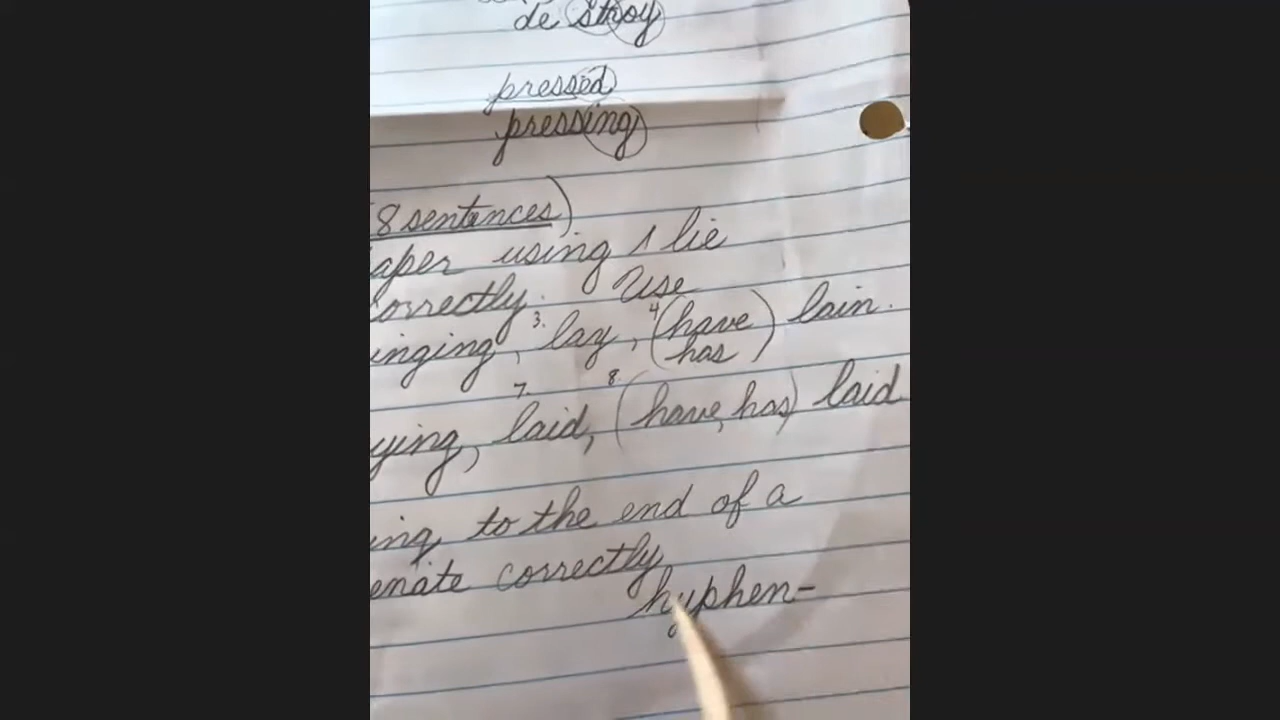 de stroy
pressed
pressing
8 sentences)
aper using 1 lie
orrectly. Use
inging, 3. lay, 4 (have has) lain.
ying, 7. laid, 8. (have, has) laid
ing to the end of a
enate correctly
hyphen-